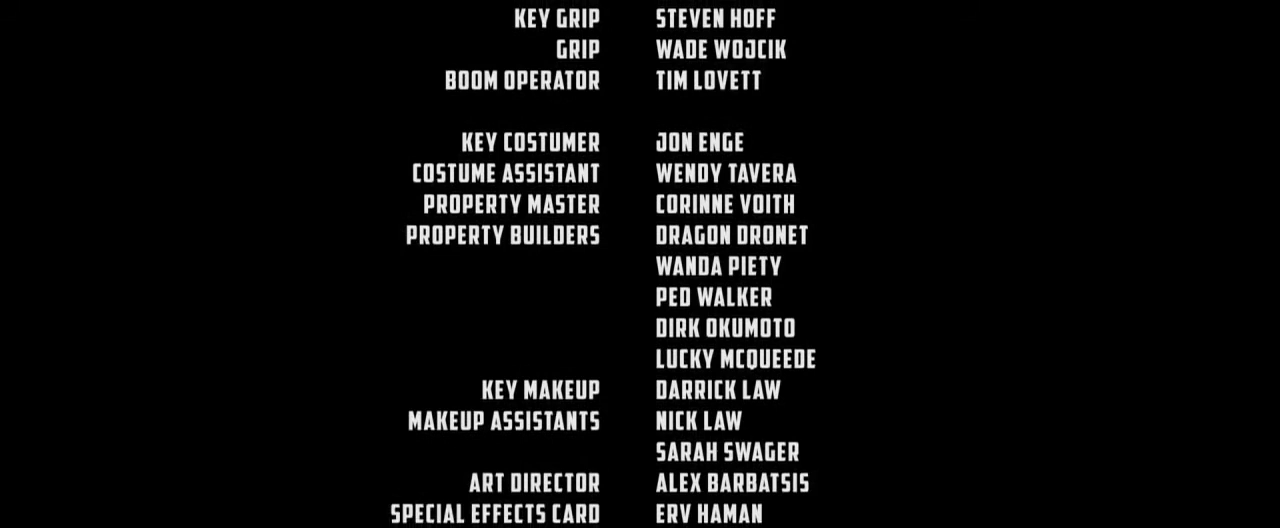 KEY GRIP STEVEN HOFF
GRIP WADE WOJCIK
BOOM OPERATOR TIM LOVETT
KEY COSTUMER JON ENGE
COSTUME ASSISTANT WENDY TAVERA
PROPERTY MASTER CORINNE VOITH
PROPERTY BUILDERS DRAGON DRONET
WANDA PIETY
PED WALKER
DIRK OKUMOTO
LUCKY MCQUEEDE
KEY MAKEUP DARRICK LAW
MAKEUP ASSISTANTS NICK LAW
SARAH SWAGER
ART DIRECTOR ALEX BARBATSIS
SPECIAL EFFECTS CARD ERV HAMAN